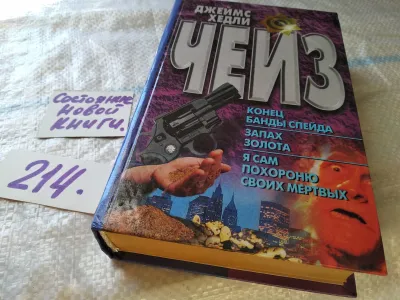 ДЖЕЙМС
ХЕДЛИ
ЧЕЙЗ
КОНЕЦ
БАНДЫ СПЕЙДА
ЗАПАХ
ЗОЛОТА
Я САМ
ПОХОРОНЮ
СВОИХ МЕРТВЫХ
Состояние
новой
книги.
214.